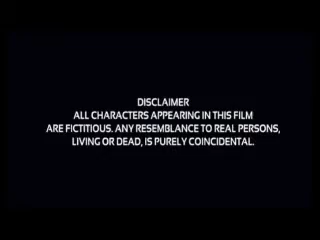 DISCLAIMER
ALL CHARACTERS APPEARING IN THIS FILM
ARE FICTITIOUS. ANY RESEMBLANCE TO REAL PERSONS,
LIVING OR DEAD, IS PURELY COINCIDENTAL.